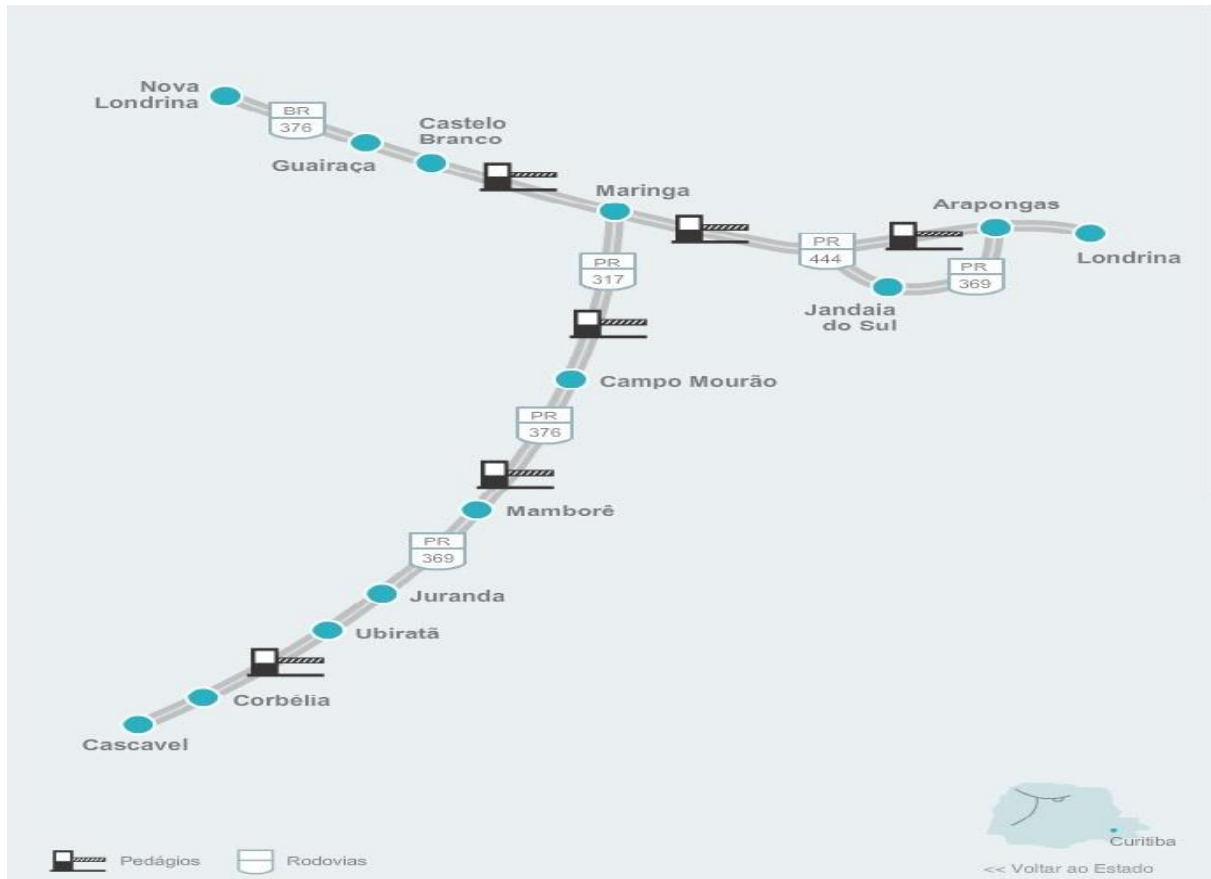 Nova
Londrina
BR
376
Guairaça
Castelo
Branco
Maringa
PR
444
Arapongas
Londrina
PR
369
Jandaia
do Sul
PR
317
Campo Mourão
PR
376
Mamborê
PR
369
Juranda
Ubiratã
Corbélia
Cascavel
Curitiba
<< Voltar ao Estado
Pedágios
Rodovias